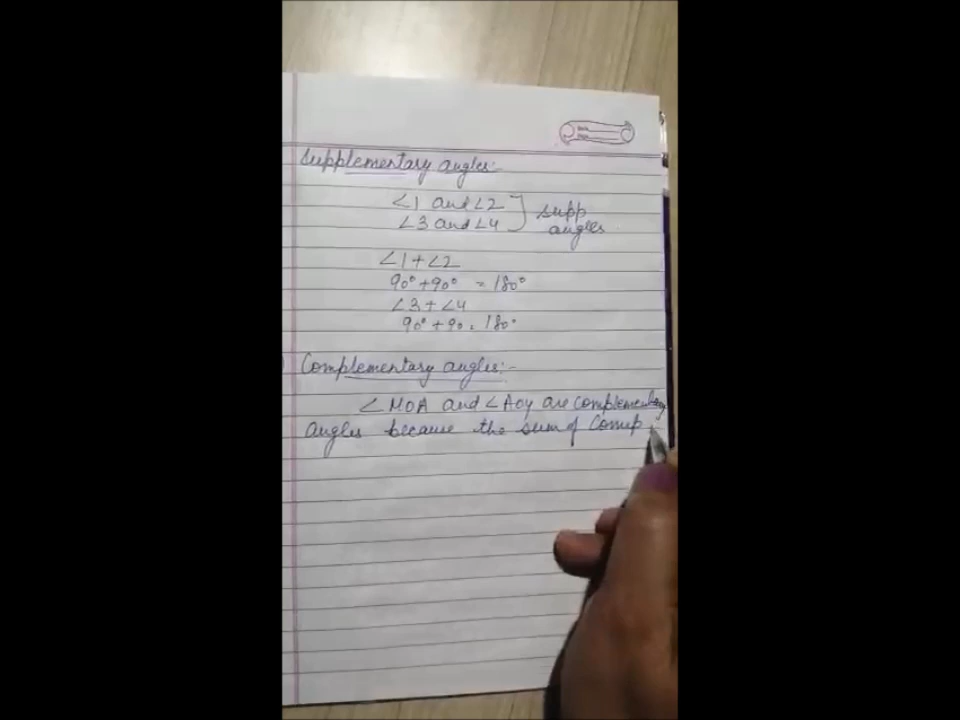 Supplementary angles:-
∠1 and ∠2
∠3 and ∠4
supp
angles
∠1 + ∠2
90° + 90° = 180°
∠3 + ∠4
90° + 90 = 180°
Complementary angles:-
∠MOA and ∠AOY are complementary
angles because the sum of Comp